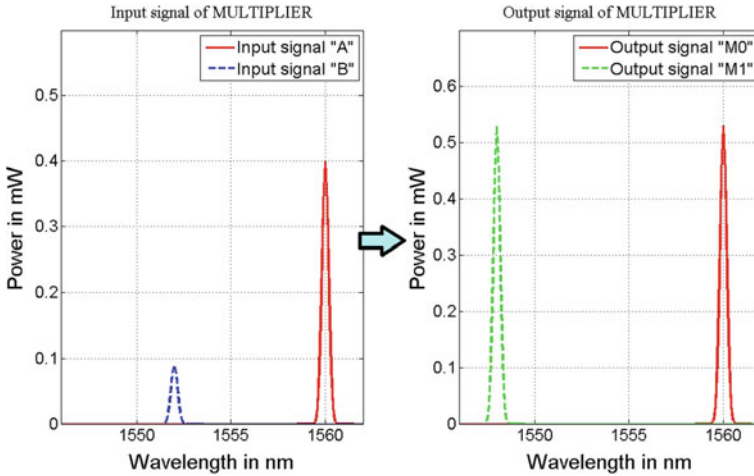 Input signal of MULTIPLIER
Input signal "A"
Input signal "B"
0.5
0.4
0.3
0.2
0.1
0
Power in mW
1550
1555
1560
Wavelength in nm
Output signal of MULTIPLIER
Output signal "M0"
Output signal "M1"
0.6
0.5
0.4
0.3
0.2
0.1
0
Power in mW
1550
1555
1560
Wavelength in nm